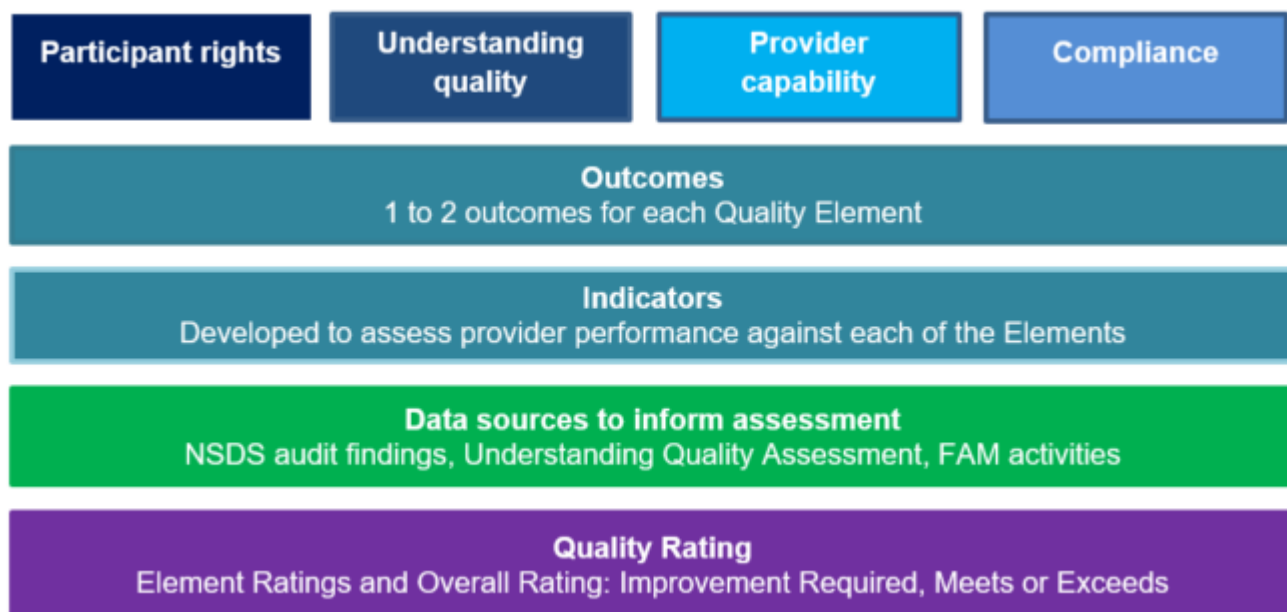 Participant rights
Understanding
quality
Provider
capability
Compliance
Outcomes
1 to 2 outcomes for each Quality Element
Indicators
Developed to assess provider performance against each of the Elements
Data sources to inform assessment
NSDS audit findings, Understanding Quality Assessment, FAM activities
Quality Rating
Element Ratings and Overall Rating: Improvement Required, Meets or Exceeds